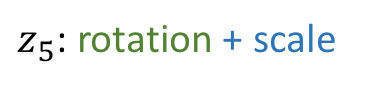 z₅: rotation + scale